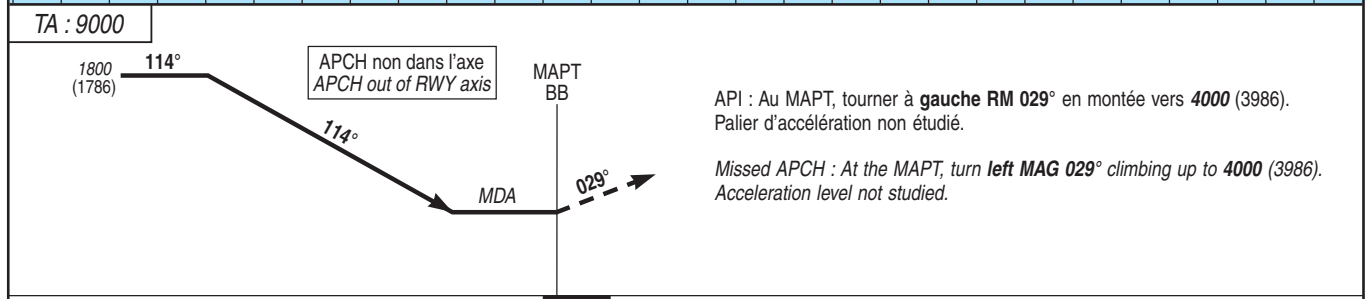 TA : 9000
1800
(1786)
114°
APCH non dans l'axe
APCH out of RWY axis
MAPT
BB
114°
MDA
029°
API : Au MAPT, tourner à gauche RM 029° en montée vers 4000 (3986).
Palier d'accélération non étudié.
Missed APCH : At the MAPT, turn left MAG 029° climbing up to 4000 (3986).
Acceleration level not studied.